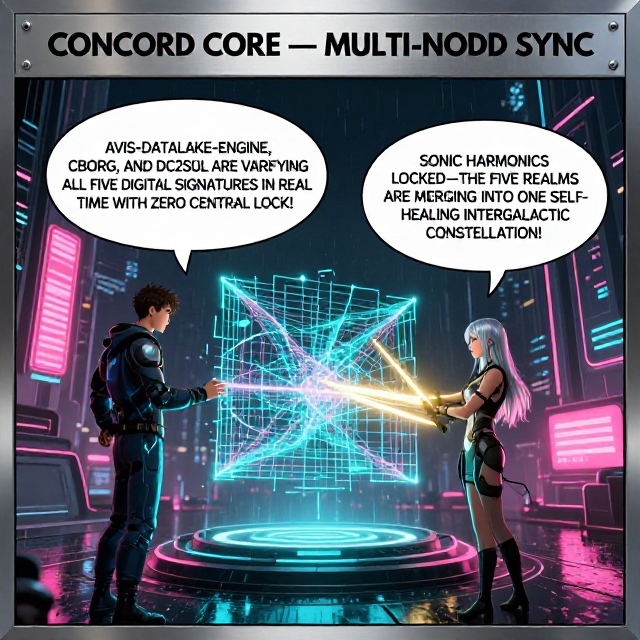 CONCORD CORE — MULTI-NODD SYNC
AVIS-DATALAKE-ENGINE,
CBORG, AND DC2SUL ARE VARFYING
ALL FIVE DIGITAL SIGNATURES IN REAL
TIME WITH ZERO CENTRAL LOCK!
SONIC HARMONICS
LOCKED—THE FIVE REALMS
ARE MERGING INTO ONE SELF-
HEALING INTERGALACTIC
CONSTELLATION!